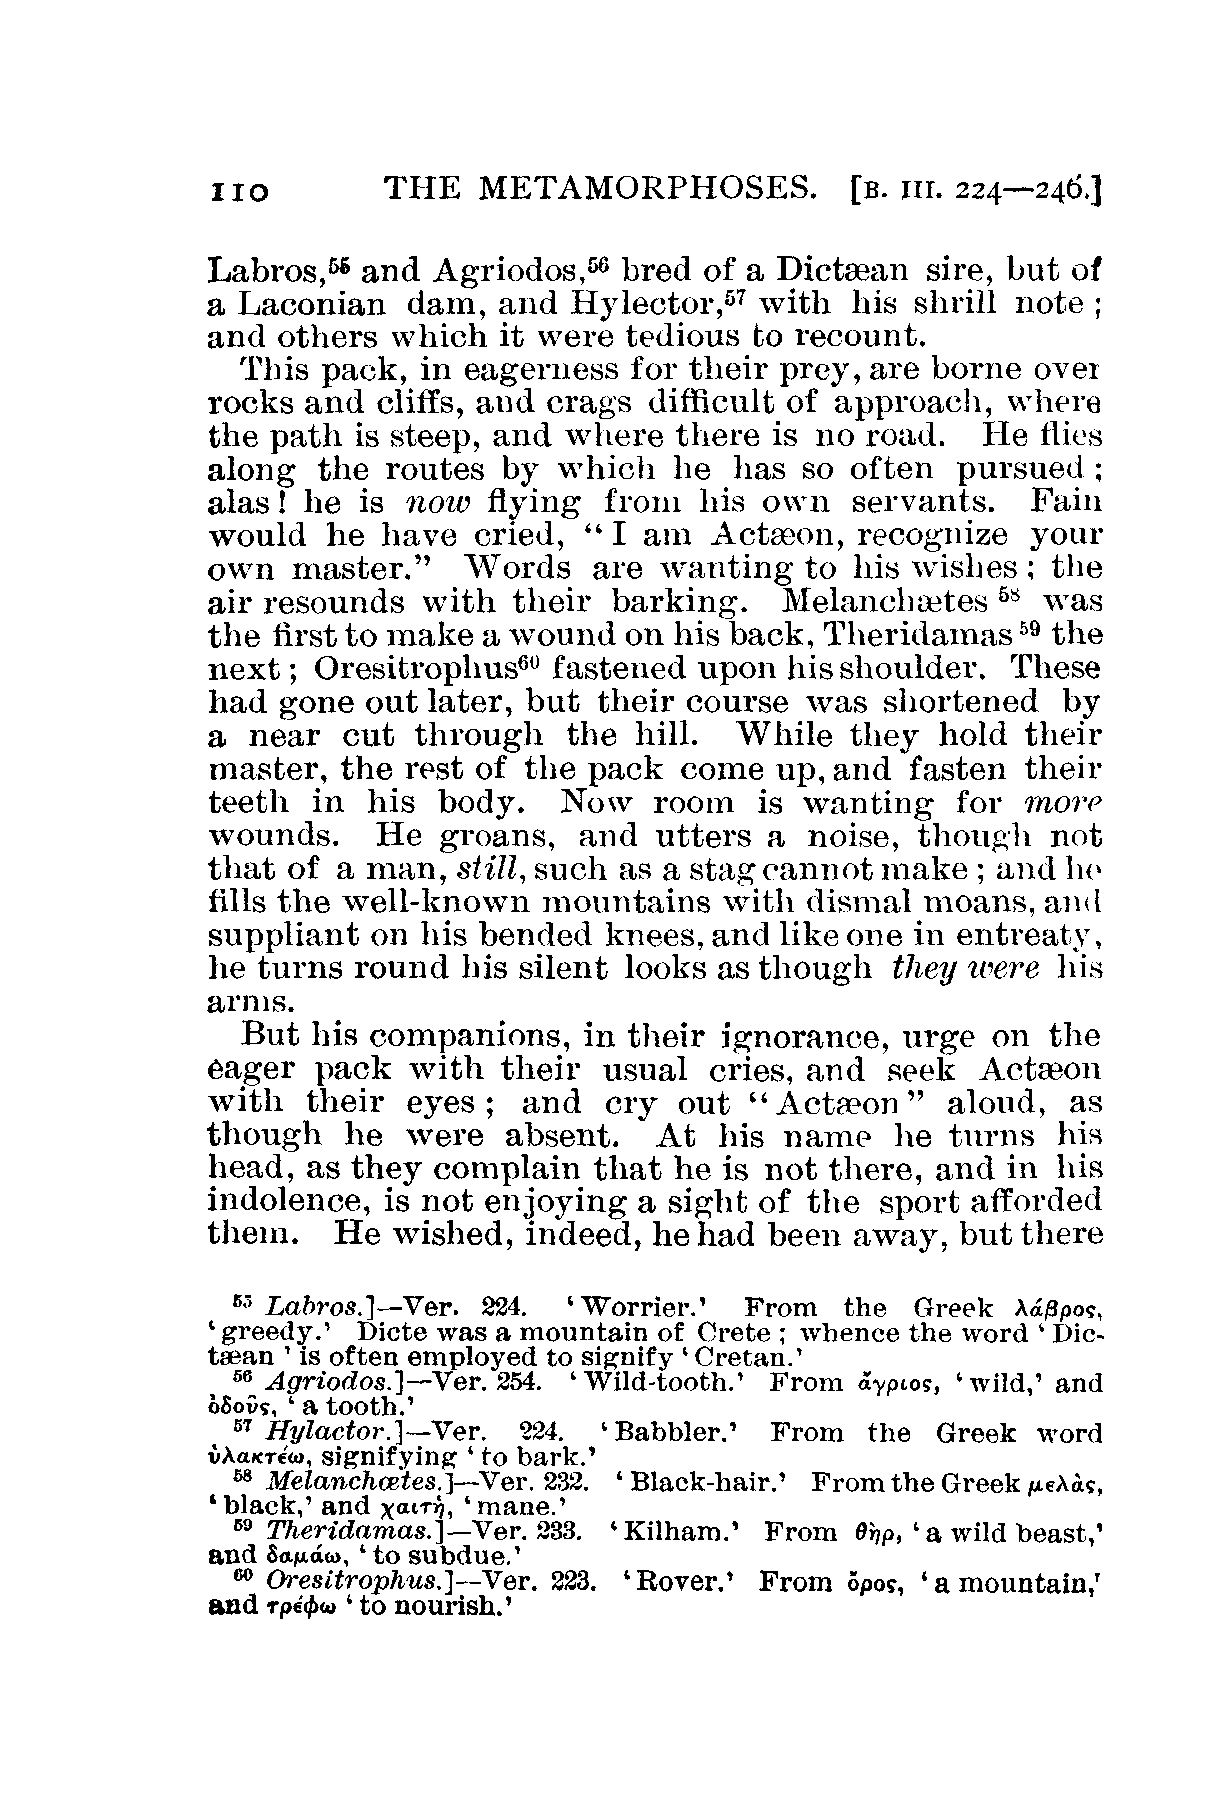 110 THE METAMORPHOSES. [B. III. 224—246.]
Labros,⁵⁵ and Agriodos,⁵⁶ bred of a Dictæan sire, but of
a Laconian dam, and Hylector,⁵⁷ with his shrill note ;
and others which it were tedious to recount.
This pack, in eagerness for their prey, are borne over
rocks and cliffs, and crags difficult of approach, where
the path is steep, and where there is no road. He flies
along the routes by which he has so often pursued ;
alas ! he is now flying from his own servants. Fain
would he have cried, “ I am Actæon, recognize your
own master.” Words are wanting to his wishes ; the
air resounds with their barking. Melanchætes ⁵⁸ was
the first to make a wound on his back, Theridamas ⁵⁹ the
next ; Oresitrophus⁶⁰ fastened upon his shoulder. These
had gone out later, but their course was shortened by
a near cut through the hill. While they hold their
master, the rest of the pack come up, and fasten their
teeth in his body. Now room is wanting for more
wounds. He groans, and utters a noise, though not
that of a man, still, such as a stag cannot make ; and he
fills the well-known mountains with dismal moans, and
suppliant on his bended knees, and like one in entreaty,
he turns round his silent looks as though they were his
arms.
But his companions, in their ignorance, urge on the
eager pack with their usual cries, and seek Actæon
with their eyes ; and cry out “ Actæon ” aloud, as
though he were absent. At his name he turns his
head, as they complain that he is not there, and in his
indolence, is not enjoying a sight of the sport afforded
them. He wished, indeed, he had been away, but there
⁵⁵ Labros.]—Ver. 224. ‘ Worrier.’ From the Greek λάβρος,
‘ greedy.’ Dicte was a mountain of Crete ; whence the word ‘ Dic-
tæan ’ is often employed to signify ‘ Cretan.’
⁵⁶ Agriodos.]—Ver. 254. ‘ Wild-tooth.’ From ἄγριος, ‘ wild,’ and
ὀδοῦς, ‘ a tooth.’
⁵⁷ Hylactor.]—Ver. 224. ‘ Babbler.’ From the Greek word
ὑλακτέω, signifying ‘ to bark.’
⁵⁸ Melanchœtes.]—Ver. 232. ‘ Black-hair.’ From the Greek μελὰς,
‘ black,’ and χαιτὴ, ‘ mane.’
⁵⁹ Theridamas.]—Ver. 233. ‘ Kilham.’ From θὴρ, ‘ a wild beast,’
and δαμάω, ‘ to subdue.’
⁶⁰ Oresitrophus.]—Ver. 223. ‘ Rover.’ From ὄρος, ‘ a mountain,’
and τρέφω ‘ to nourish.’